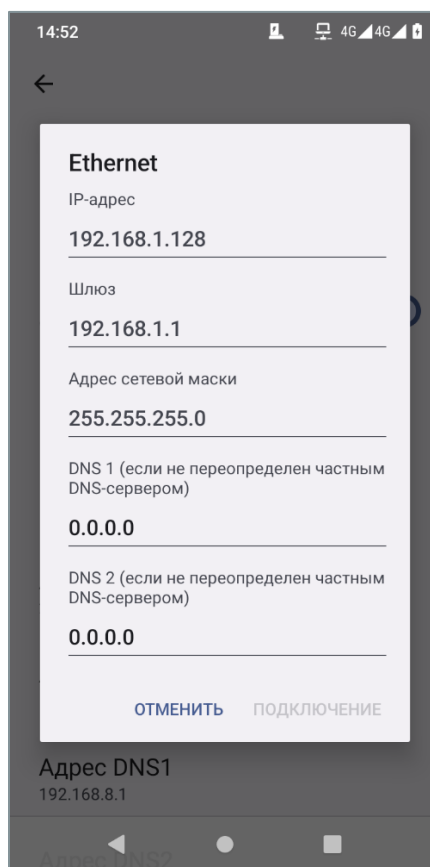 14:52
4G 4G
Ethernet
IP-адрес
192.168.1.128
Шлюз
192.168.1.1
Адрес сетевой маски
255.255.255.0
DNS 1 (если не переопределен частным
DNS-сервером)
0.0.0.0
DNS 2 (если не переопределен частным
DNS-сервером)
0.0.0.0
ОТМЕНИТЬ ПОДКЛЮЧЕНИЕ
Адрес DNS1
192.168.8.1
Адрес DNS2